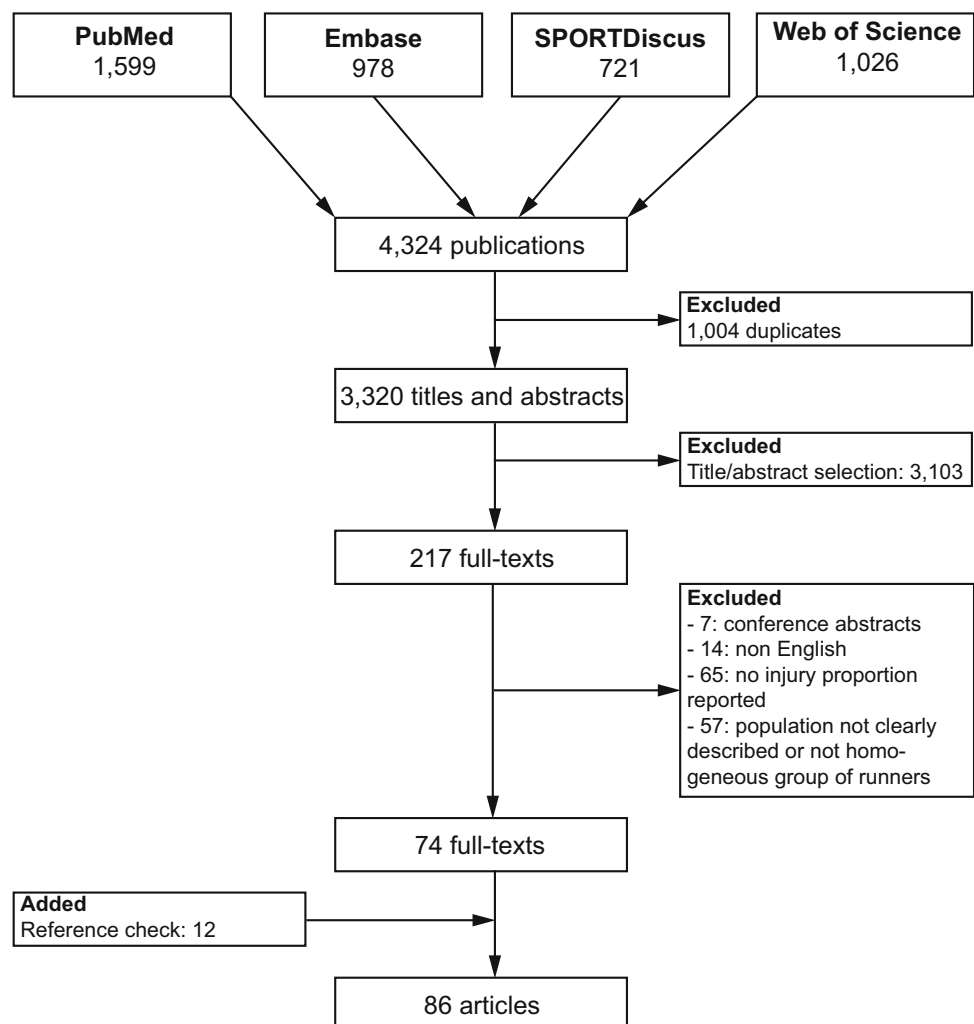 PubMed
1,599
Embase
978
SPORTDiscus
721
Web of Science
1,026
4,324 publications
Excluded
1,004 duplicates
3,320 titles and abstracts
Excluded
Title/abstract selection: 3,103
217 full-texts
Excluded
- 7: conference abstracts
- 14: non English
- 65: no injury proportion
reported
- 57: population not clearly
described or not homo-
geneous group of runners
74 full-texts
Added
Reference check: 12
86 articles